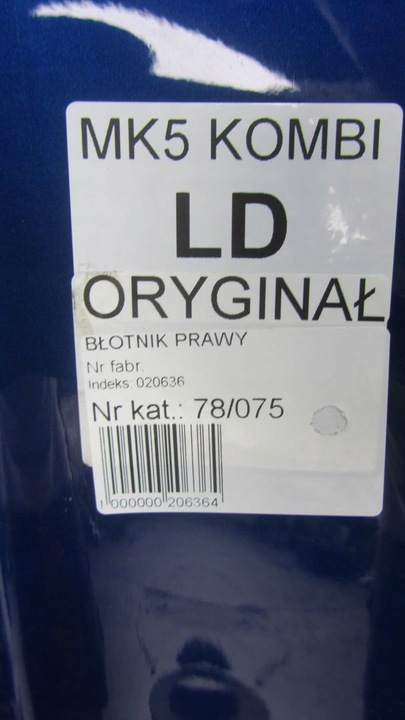 MK5 KOMBI
LD
ORYGINAŁ
BŁOTNIK PRAWY
Nr fabr.
Indeks: 020636
Nr kat.: 78/075
1 000000 206364